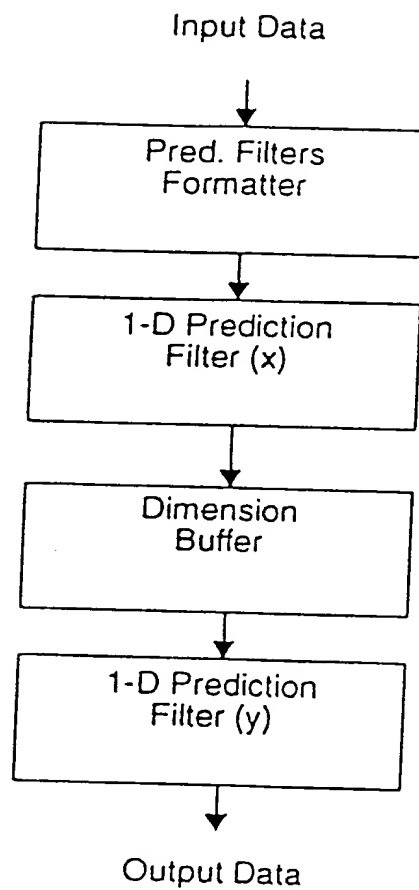 Input Data
Pred. Filters
Formatter
1-D Prediction
Filter (x)
Dimension
Buffer
1-D Prediction
Filter (y)
Output Data